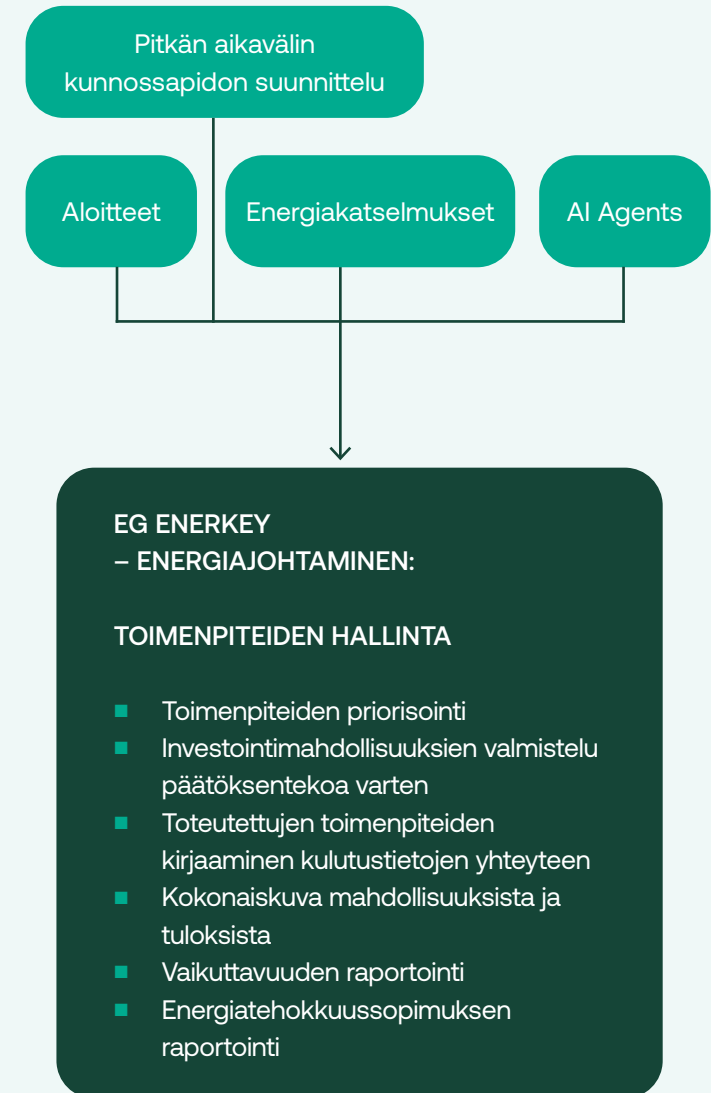 Pitkän aikavälin
kunnossapidon suunnittelu
Aloitteet
Energiakatselmukset
AI Agents
EG ENERKEY
– ENERGIAJOHTAMINEN:
TOIMENPITEIDEN HALLINTA
Toimenpiteiden priorisointi
Investointimahdollisuuksien valmistelu
päätöksentekoa varten
Toteutettujen toimenpiteiden
kirjaaminen kulutustietojen yhteyteen
Kokonaiskuva mahdollisuuksista ja
tuloksista
Vaikuttavuuden raportointi
Energiatehokkuussopimuksen
raportointi